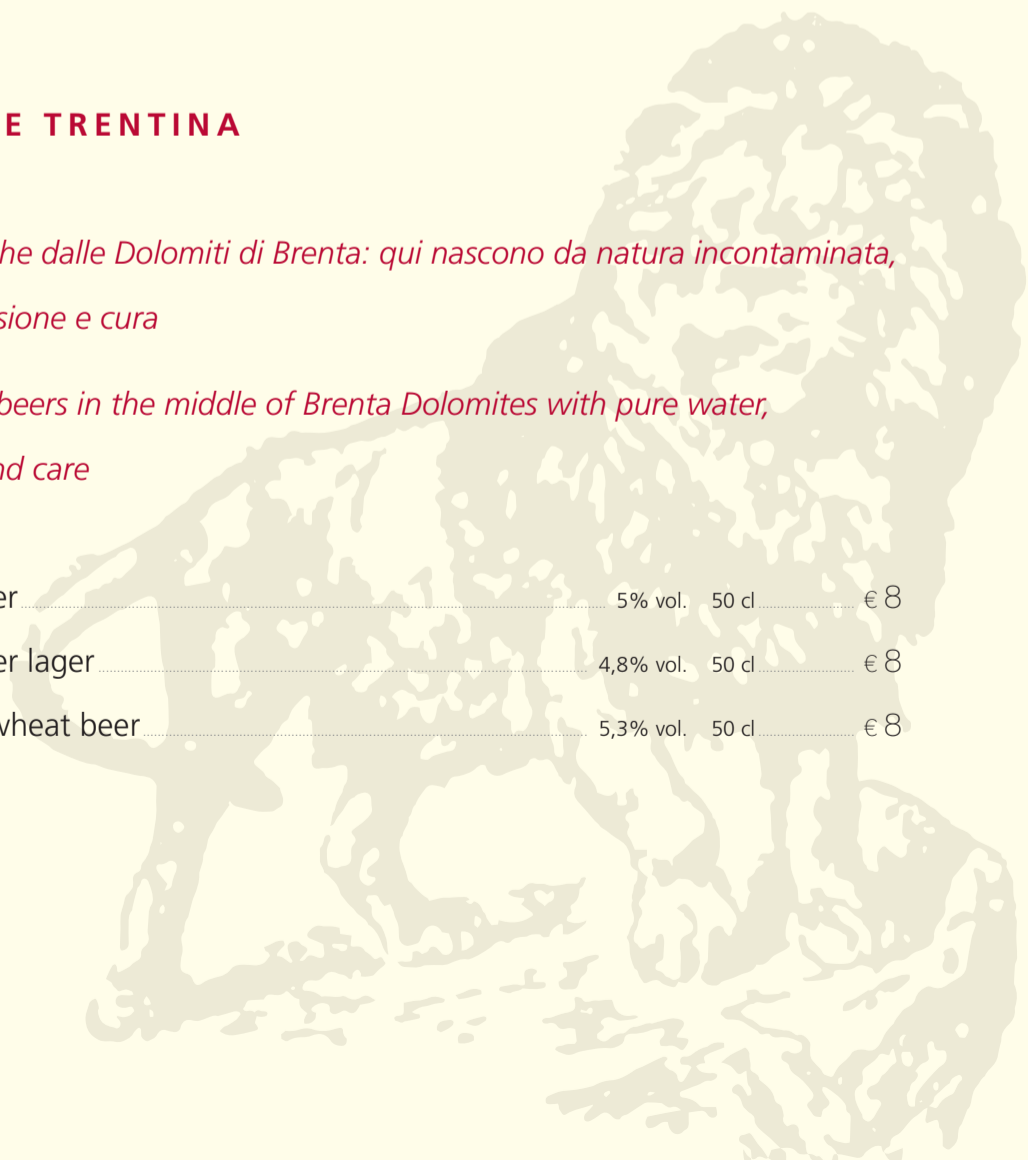 E TRENTINA
he dalle Dolomiti di Brenta: qui nascono da natura incontaminata,
sione e cura
beers in the middle of Brenta Dolomites with pure water,
nd care
er 5% vol. 50 cl € 8
er lager 4,8% vol. 50 cl € 8
wheat beer 5,3% vol. 50 cl € 8